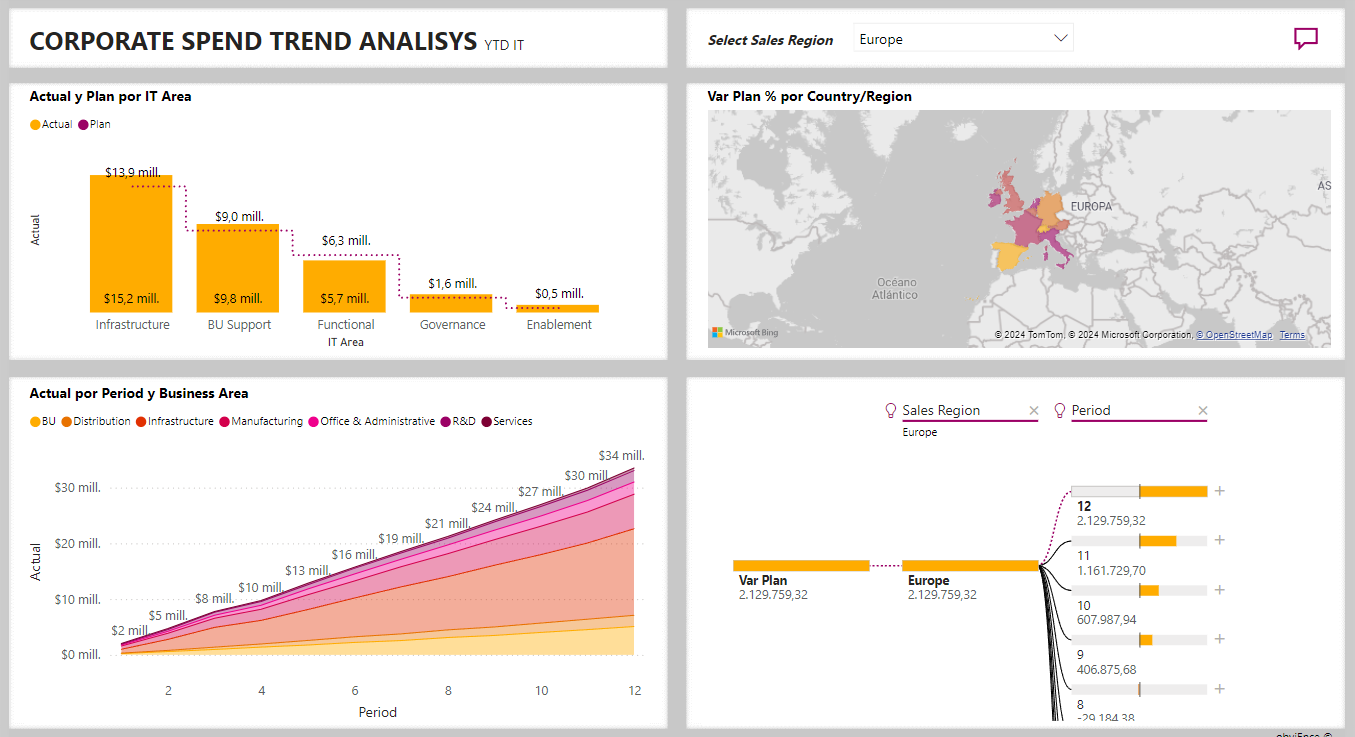 CORPORATE SPEND TREND ANALISYS YTD IT
Select Sales Region
Europe
Actual y Plan por IT Area
Actual Plan
$13,9 mill.
$9,0 mill.
$6,3 mill.
$1,6 mill.
$0,5 mill.
$15,2 mill.
$9,8 mill.
$5,7 mill.
Actual
Infrastructure BU Support Functional Governance Enablement
IT Area
Var Plan % por Country/Region
AS
EUROPA
Océano
Atlántico
Microsoft Bing
© 2024 TomTom, © 2024 Microsoft Corporation, © OpenStreetMap Terms
Actual por Period y Business Area
BU Distribution Infrastructure Manufacturing Office & Administrative R&D Services
$34 mill.
$30 mill.
$27 mill.
$24 mill.
$21 mill.
$19 mill.
$16 mill.
$13 mill.
$10 mill.
$8 mill.
$5 mill.
$2 mill.
$30 mill.
$20 mill.
$10 mill.
$0 mill.
Actual
2 4 6 8 10 12
Period
Sales Region
Europe
Period
Var Plan
2.129.759,32
Europe
2.129.759,32
12
2.129.759,32
11
1.161.729,70
10
607.987,94
9
406.875,68
8
-29.184,38
obviEnce ©